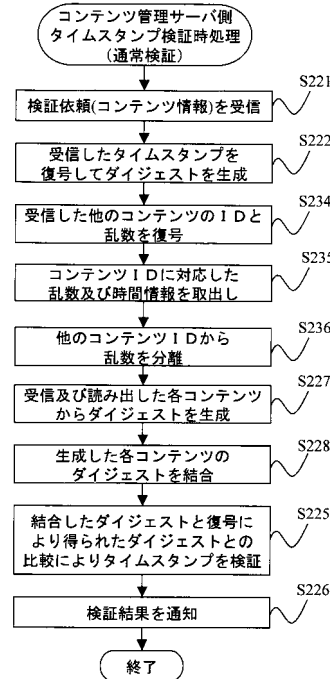 コンテンツ管理サーバ側
タイムスタンプ検証時処理
(通常検証)
S221
検証依頼(コンテンツ情報)を受信
S222
受信したタイムスタンプを
復号してダイジェストを生成
S234
受信した他のコンテンツのIDと
乱数を復号
S235
コンテンツIDに対応した
乱数及び時間情報を取出し
S236
他のコンテンツIDから
乱数を分離
S227
受信及び読み出した各コンテンツ
からダイジェストを生成
S228
生成した各コンテンツの
ダイジェストを結合
S225
結合したダイジェストと復号に
より得られたダイジェストとの
比較によりタイムスタンプを検証
S226
検証結果を通知
終了